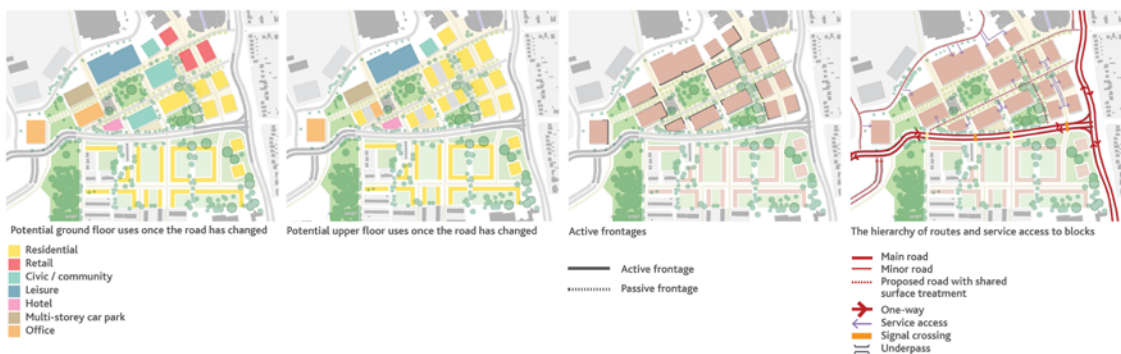 Potential ground floor uses once the road has changed
Residential
Retail
Civic / community
Leisure
Hotel
Multi-storey car park
Office
Potential upper floor uses once the road has changed
Active frontages
Active frontage
Passive frontage
The hierarchy of routes and service access to blocks
Main road
Minor road
Proposed road with shared
surface treatment
One-way
Service access
Signal crossing
Underpass